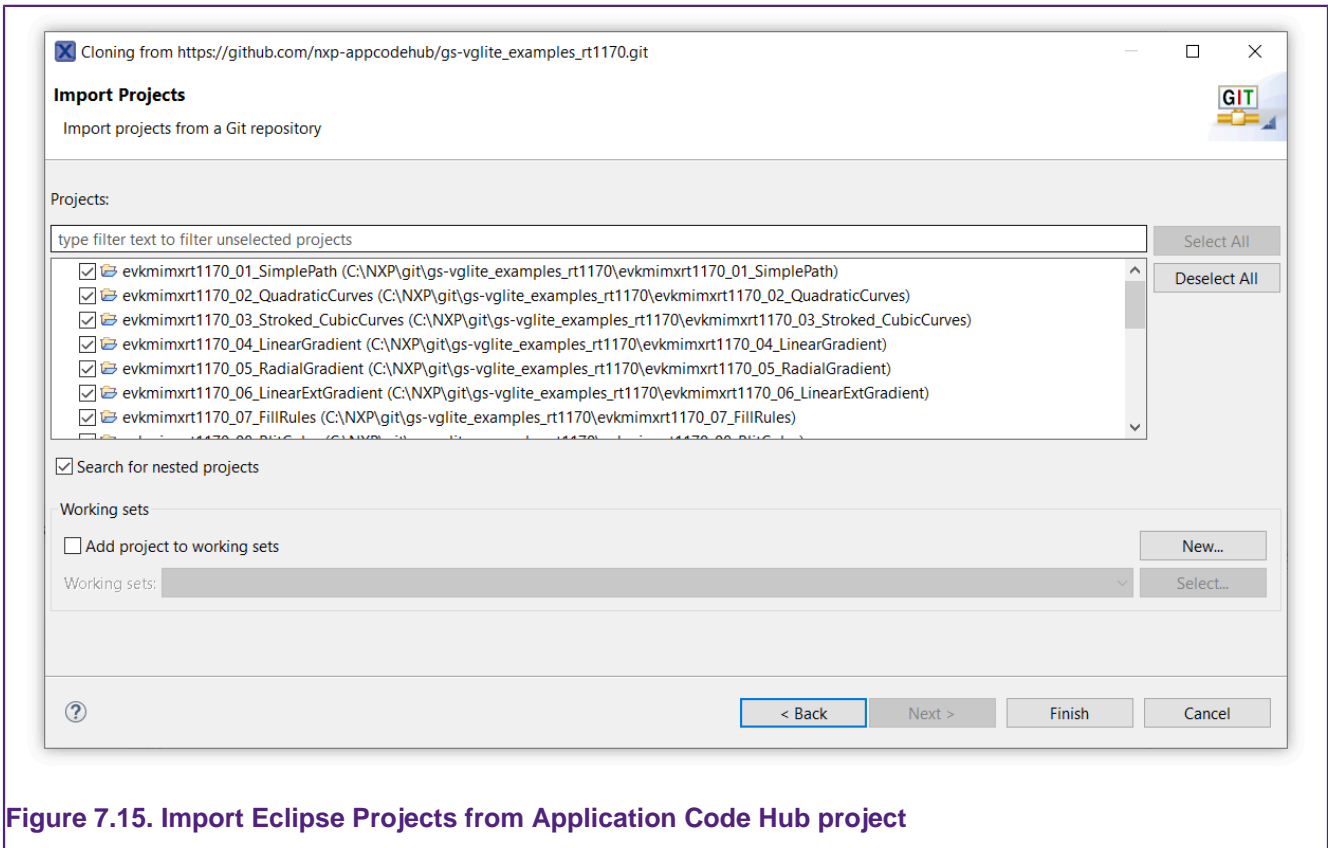 Cloning from https://github.com/nxp-appcodehub/gs-vglite_examples_rt1170.git
Import Projects
GIT
Import projects from a Git repository
Projects:
type filter text to filter unselected projects
Select All
evkmimxrt1170_01_SimplePath (C:\NXP\git\gs-vglite_examples_rt1170\evkmimxrt1170_01_SimplePath)
Deselect All
evkmimxrt1170_02_QuadraticCurves (C:\NXP\git\gs-vglite_examples_rt1170\evkmimxrt1170_02_QuadraticCurves)
evkmimxrt1170_03_Stroked_CubicCurves (C:\NXP\git\gs-vglite_examples_rt1170\evkmimxrt1170_03_Stroked_CubicCurves)
evkmimxrt1170_04_LinearGradient (C:\NXP\git\gs-vglite_examples_rt1170\evkmimxrt1170_04_LinearGradient)
evkmimxrt1170_05_RadialGradient (C:\NXP\git\gs-vglite_examples_rt1170\evkmimxrt1170_05_RadialGradient)
evkmimxrt1170_06_LinearExtGradient (C:\NXP\git\gs-vglite_examples_rt1170\evkmimxrt1170_06_LinearExtGradient)
evkmimxrt1170_07_FillRules (C:\NXP\git\gs-vglite_examples_rt1170\evkmimxrt1170_07_FillRules)
Search for nested projects
Working sets
Add project to working sets
New...
Working sets:
Select...
< Back
Next >
Finish
Cancel
Figure 7.15. Import Eclipse Projects from Application Code Hub project